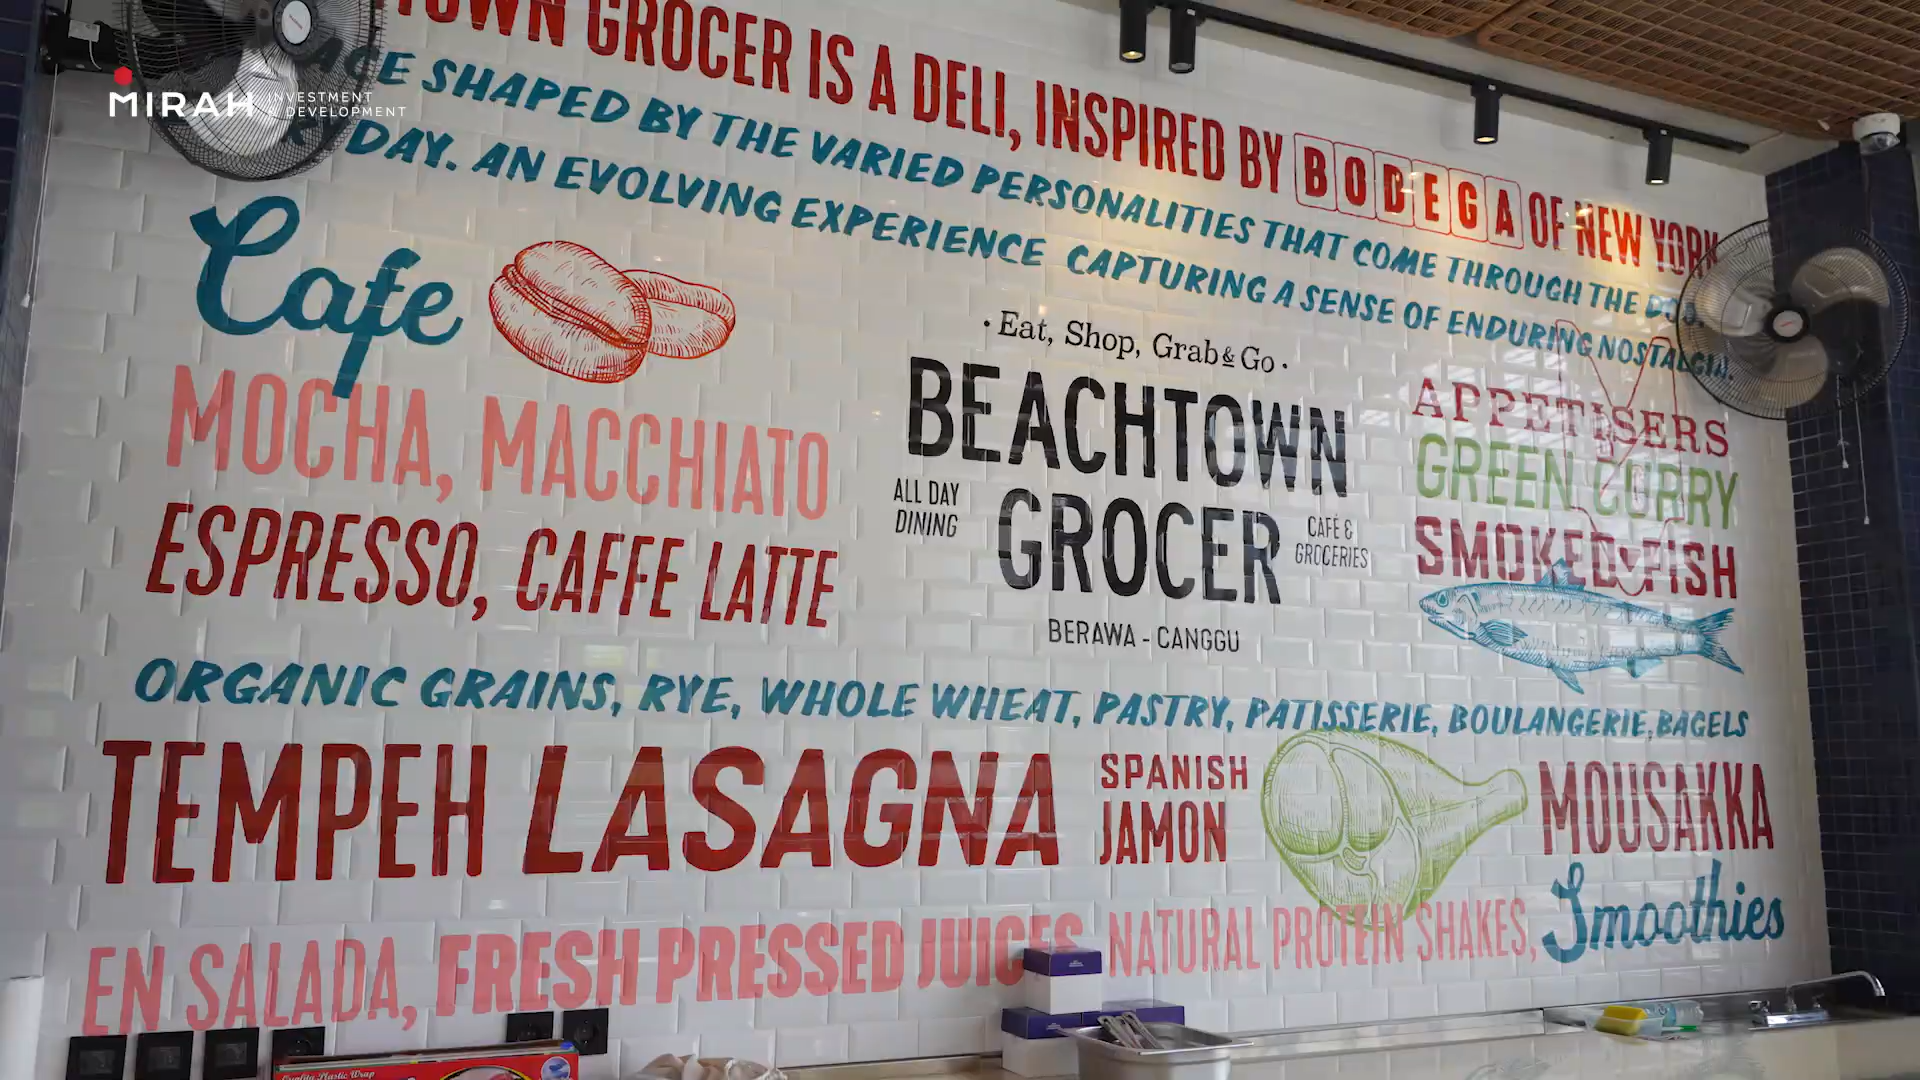 TOWN GROCER IS A DELI, INSPIRED BY BODEGA OF NEW YORK
SHAPED BY THE VARIED PERSONALITIES THAT COME THROUGH THE
DAY. AN EVOLVING EXPERIENCE CAPTURING A SENSE OF ENDURING NOSTALGIA.
MIRAH INVESTMENT
& DEVELOPMENT
Cafe
MOCHA, MACCHIATO
ESPRESSO, CAFFE LATTE
· Eat, Shop, Grab & Go ·
BEACHTOWN
GROCER
ALL DAY
DINING
CAFÉ &
GROCERIES
BERAWA - CANGGU
APPETISERS
GREEN CURRY
SMOKED FISH
ORGANIC GRAINS, RYE, WHOLE WHEAT, PASTRY, PATISSERIE, BOULANGERIE, BAGELS
TEMPEH LASAGNA
SPANISH
JAMON
MOUSAKKA
EN SALADA, FRESH PRESSED JUICES NATURAL PROTEIN SHAKES,
Smoothies
Quality Plastic Wrap